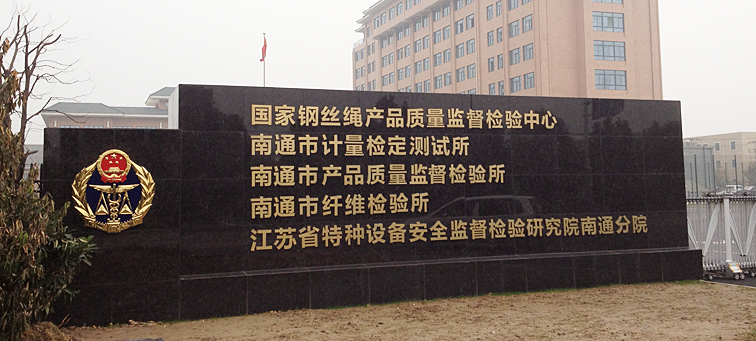 国家钢丝绳产品质量监督检验中心
南通市计量检定测试所
南通市产品质量监督检验所
南通市纤维检验所
江苏省特种设备安全监督检验研究院南通分院